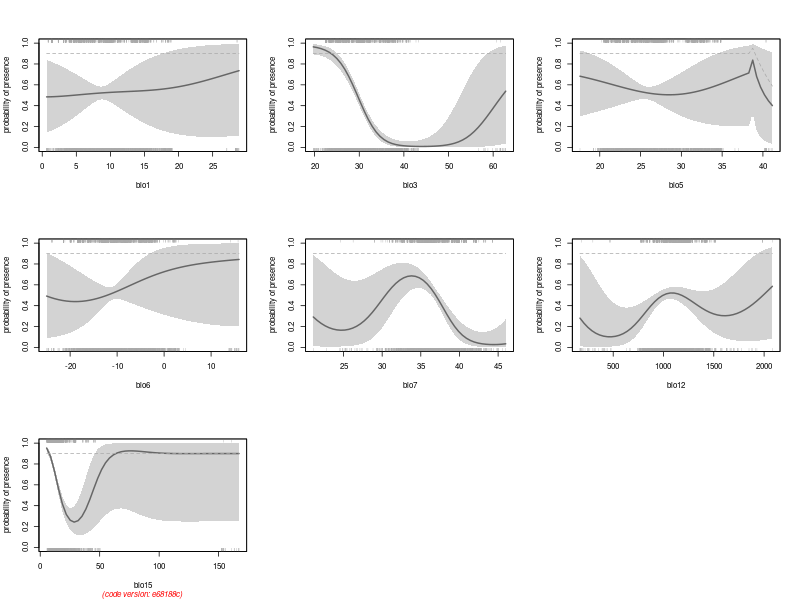 probability of presence
0.0 0.2 0.4 0.6 0.8 1.0
0 5 10 15 20 25
bio1
probability of presence
0.0 0.2 0.4 0.6 0.8 1.0
20 30 40 50 60
bio3
probability of presence
0.0 0.2 0.4 0.6 0.8 1.0
20 25 30 35 40
bio5
probability of presence
0.0 0.2 0.4 0.6 0.8 1.0
-20 -10 0 10
bio6
probability of presence
0.0 0.2 0.4 0.6 0.8 1.0
25 30 35 40 45
bio7
probability of presence
0.0 0.2 0.4 0.6 0.8 1.0
500 1000 1500 2000
bio12
probability of presence
0.0 0.2 0.4 0.6 0.8 1.0
0 50 100 150
bio15
(code version: e68188c)